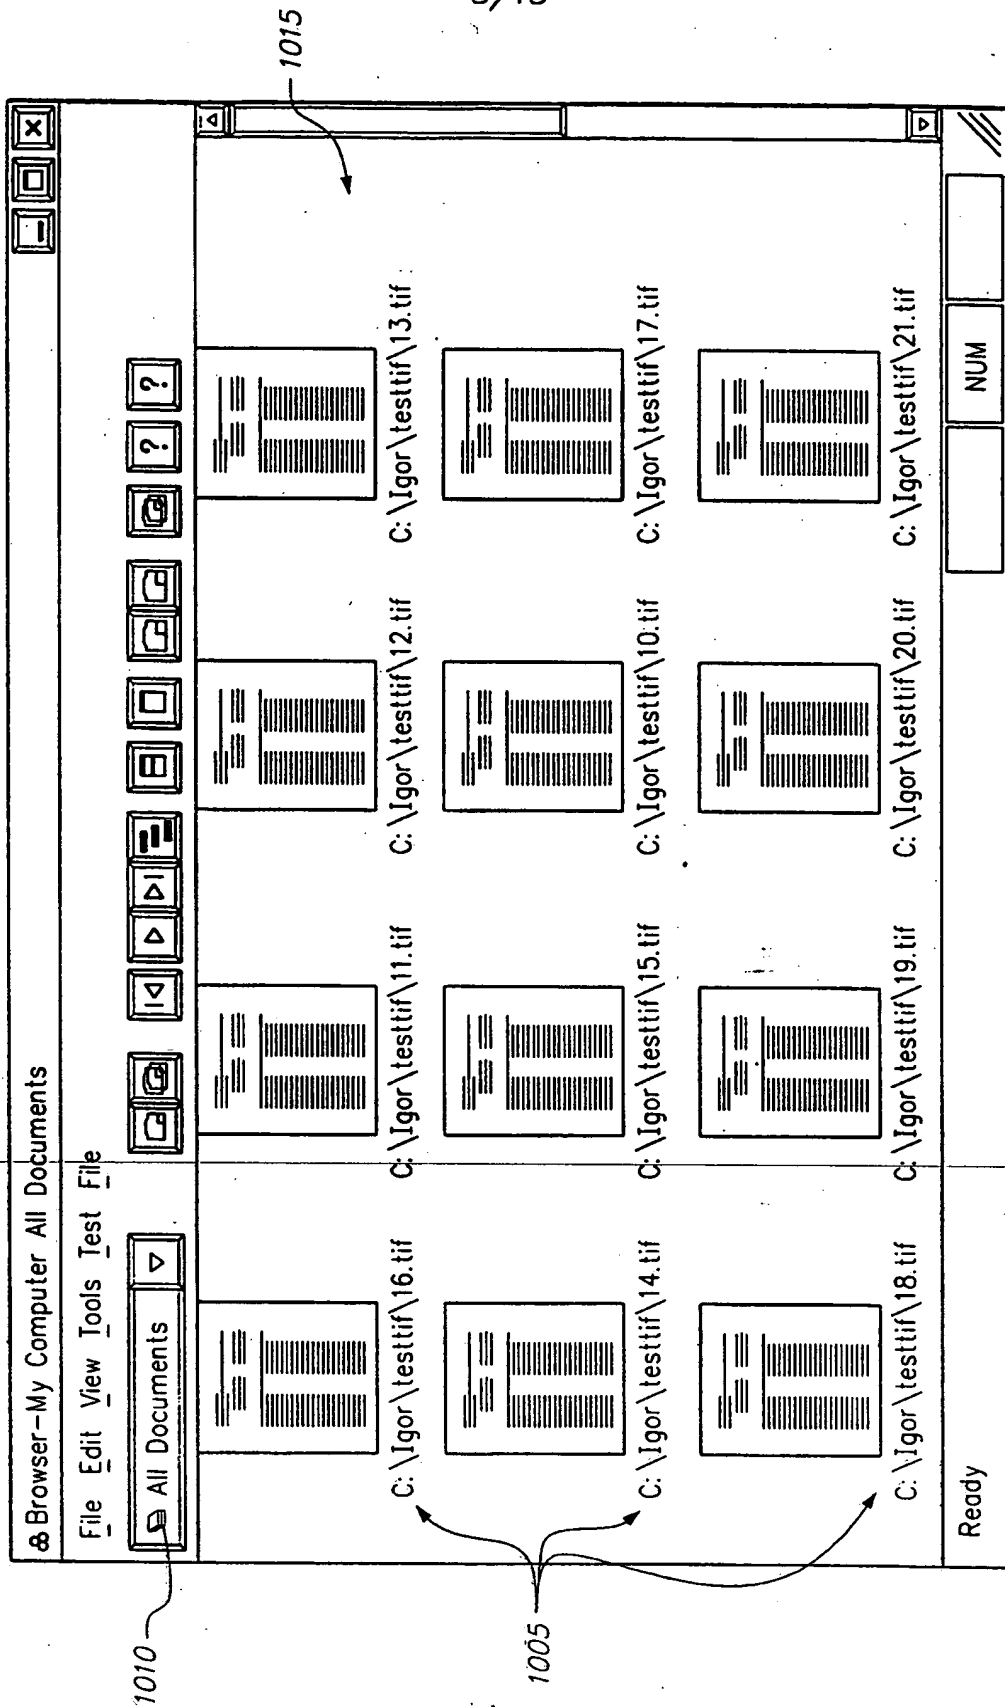 1015
Browser-My Computer All Documents
File Edit View Tools Test File
All Documents
? ?
1010
C:\Igor\testtif\16.tif C:\Igor\testtif\11.tif C:\Igor\testtif\12.tif C:\Igor\testtif\13.tif
C:\Igor\testtif\14.tif C:\Igor\testtif\15.tif C:\Igor\testtif\10.tif C:\Igor\testtif\17.tif
1005
C:\Igor\testtif\18.tif C:\Igor\testtif\19.tif C:\Igor\testtif\20.tif C:\Igor\testtif\21.tif
Ready NUM